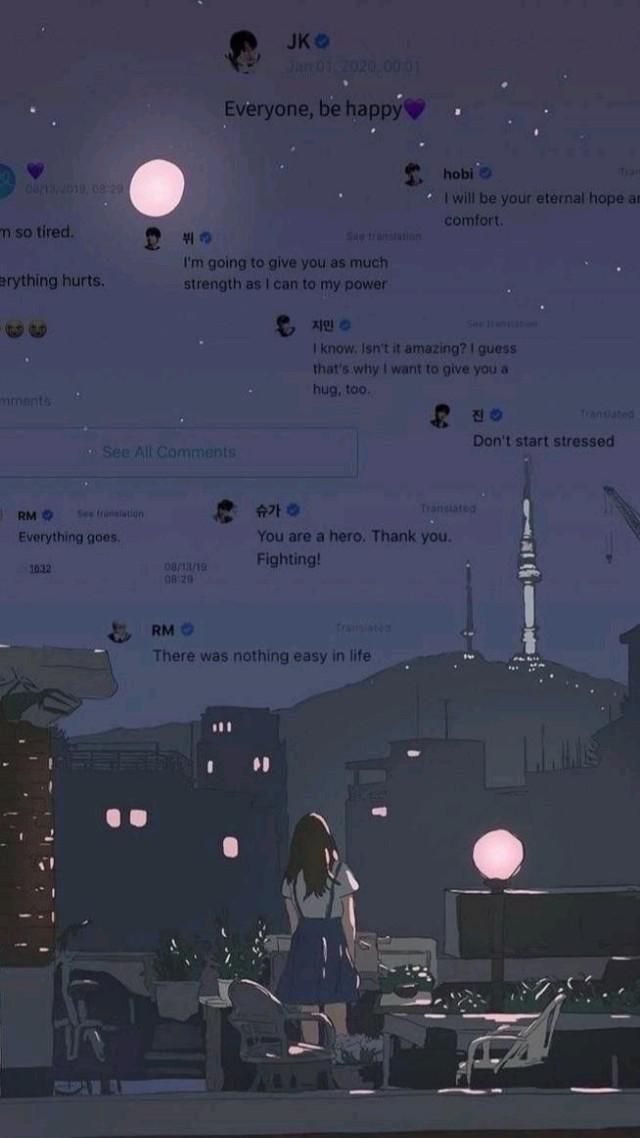 JK
Jan 01, 2020, 00:01
Everyone, be happy💜
💜
08/13/2019, 08:29
m so tired.
erything hurts.
😭😭
mments
See All Comments
hobi
Tran
I will be your eternal hope an
comfort.
뷔
See translation
I'm going to give you as much
strength as I can to my power
지민
See translation
I know. Isn't it amazing? I guess
that's why I want to give you a
hug, too.
진
Translated
Don't start stressed
RM
See translation
Everything goes.
1632
08/13/19
08:29
슈가
Translated
You are a hero. Thank you.
Fighting!
RM
Translated
There was nothing easy in life